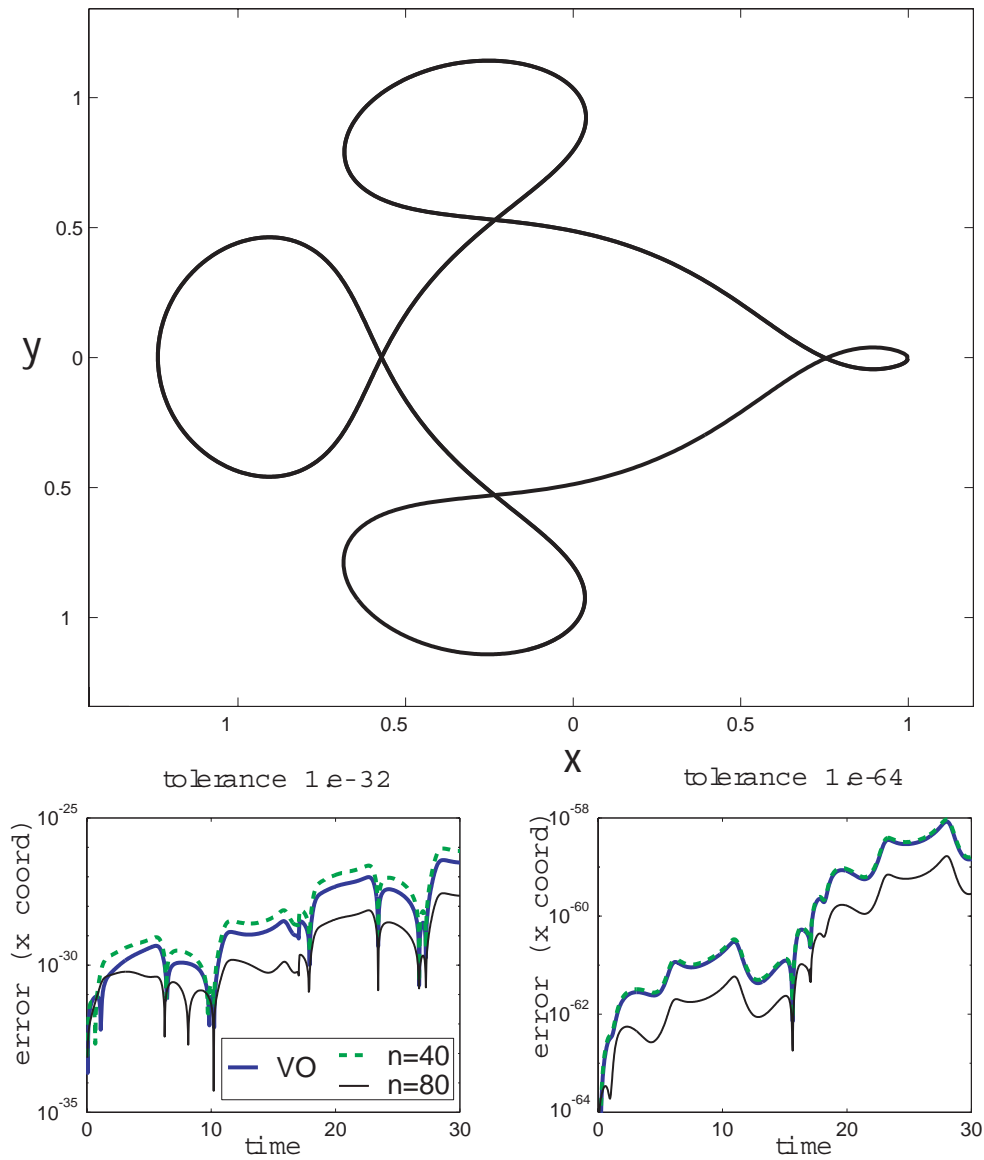 1
0.5
y
0
0.5
1
1 0.5 0 0.5 1
x
tolerance 1.e-32
tolerance 1.e-64
10-25
10-30
10-35
error (x coord)
VO
n=40
n=80
0 10 20 30
time
10-58
10-60
10-62
10-64
error (x coord)
0 10 20 30
time